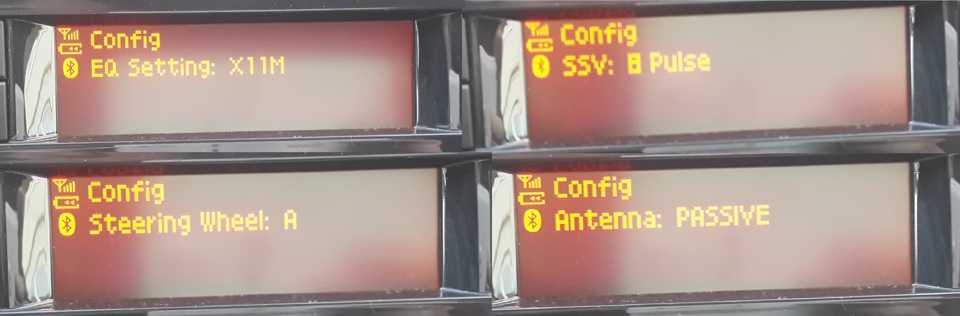 Config
EQ Setting: X11M
Config
SSV: 8 Pulse
Config
Steering Wheel: A
Config
Antenna: PASSIVE